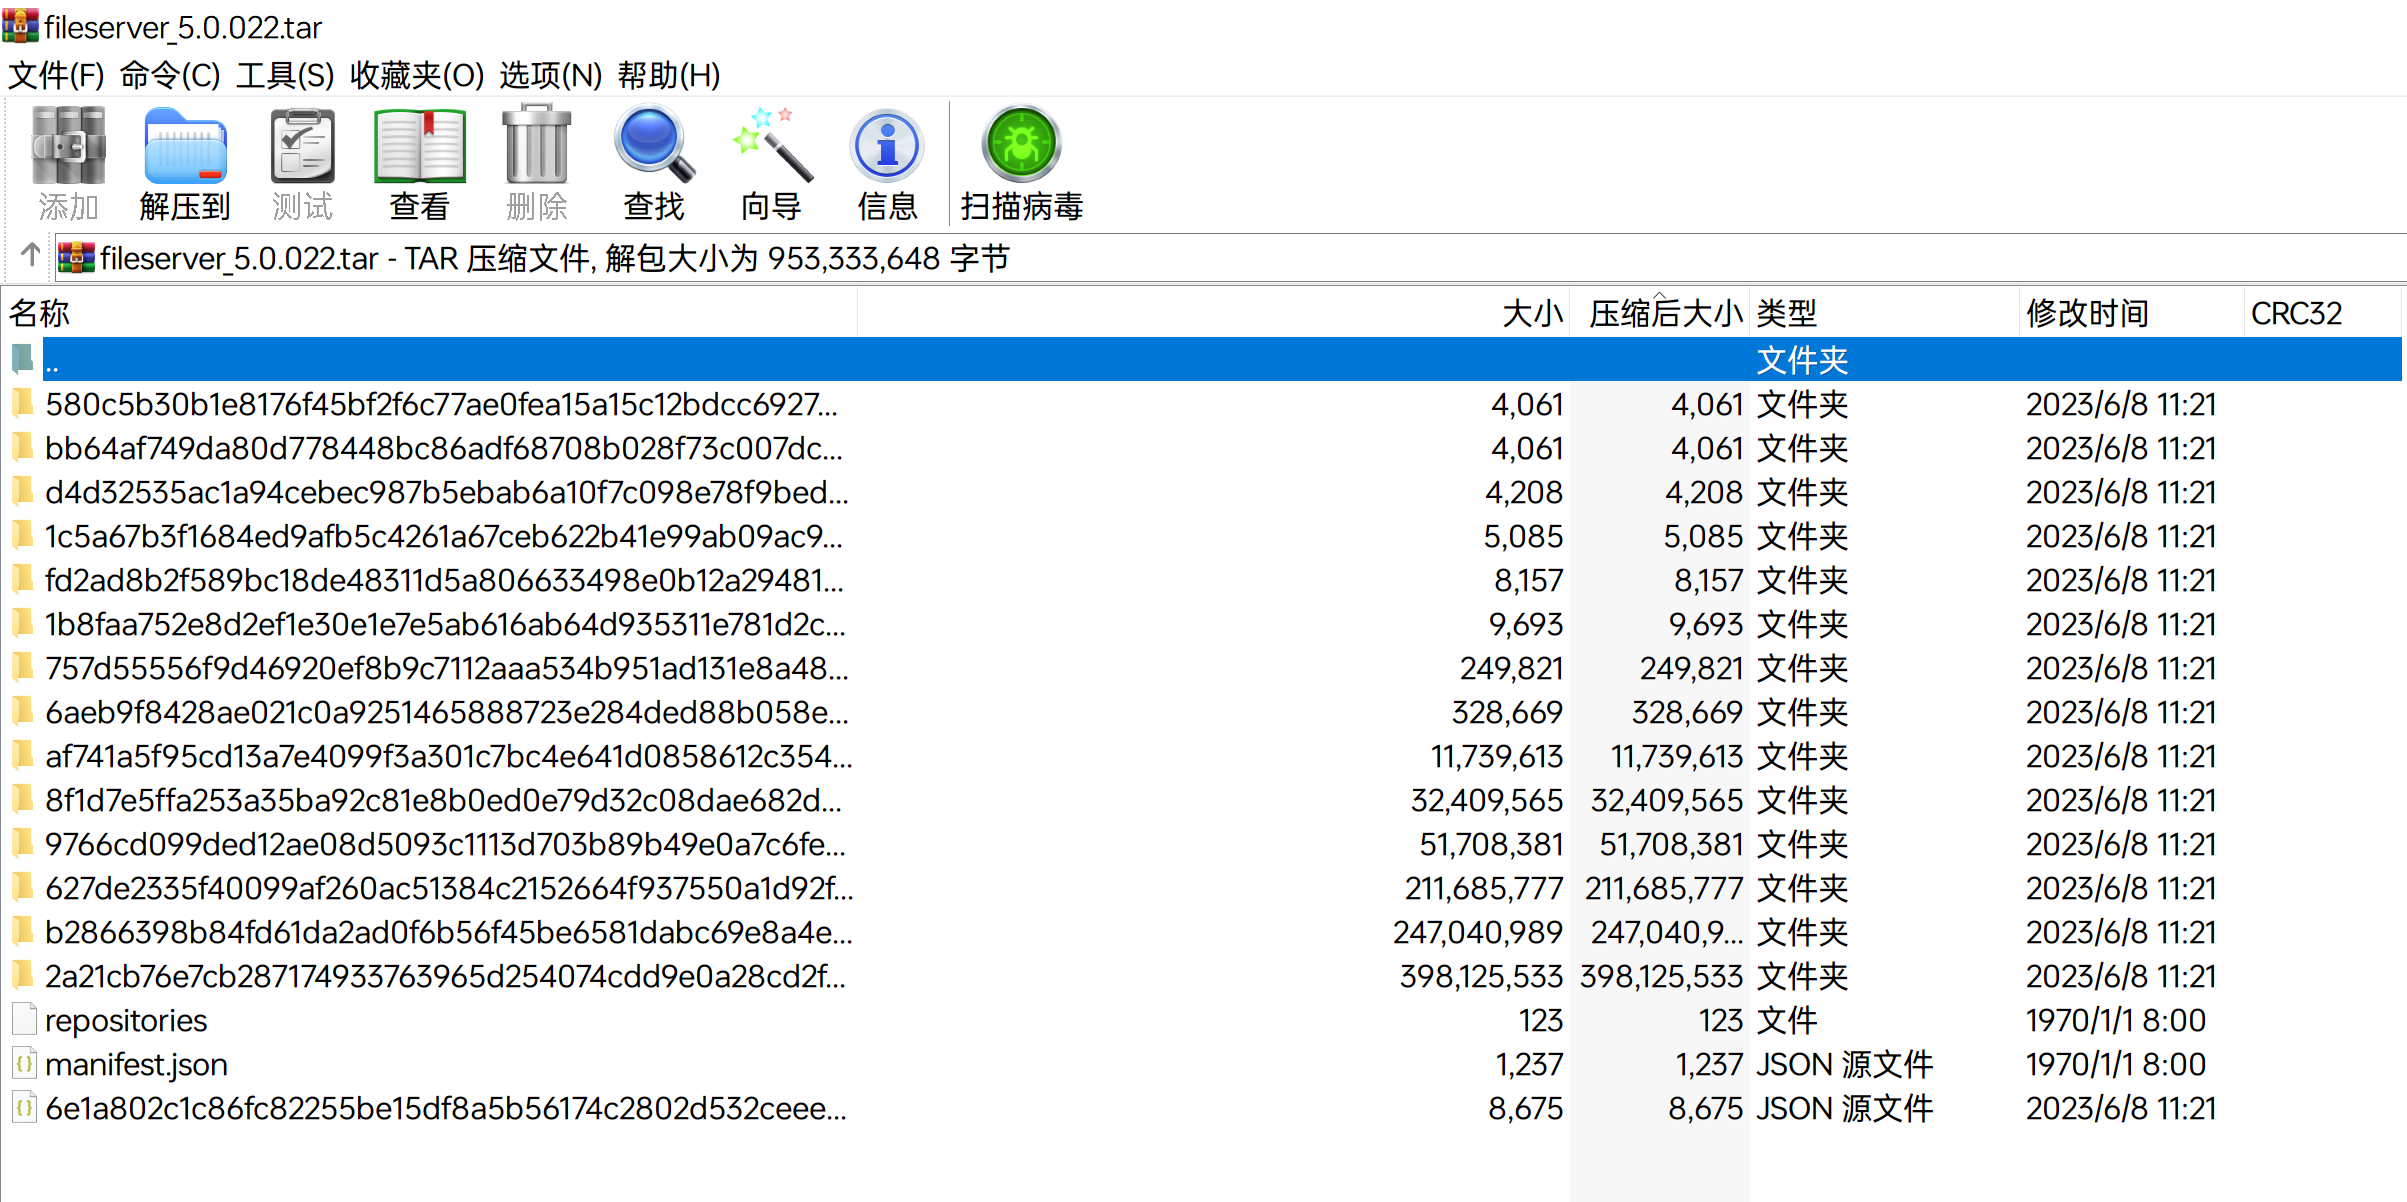 fileserver_5.0.022.tar
文件(F) 命令(C) 工具(S) 收藏夹(O) 选项(N) 帮助(H)
添加 解压到 测试 查看 删除 查找 向导 信息 扫描病毒
fileserver_5.0.022.tar - TAR 压缩文件, 解包大小为 953,333,648 字节
名称 大小 压缩后大小 类型 修改时间 CRC32
.. 文件夹
580c5b30b1e8176f45bf2f6c77ae0fea15a15c12bdcc6927... 4,061 4,061 文件夹 2023/6/8 11:21
bb64af749da80d778448bc86adf68708b028f73c007dc... 4,061 4,061 文件夹 2023/6/8 11:21
d4d32535ac1a94cebec987b5ebab6a10f7c098e78f9bed... 4,208 4,208 文件夹 2023/6/8 11:21
1c5a67b3f1684ed9afb5c4261a67ceb622b41e99ab09ac9... 5,085 5,085 文件夹 2023/6/8 11:21
fd2ad8b2f589bc18de48311d5a806633498e0b12a29481... 8,157 8,157 文件夹 2023/6/8 11:21
1b8faa752e8d2ef1e30e1e7e5ab616ab64d935311e781d2c... 9,693 9,693 文件夹 2023/6/8 11:21
757d55556f9d46920ef8b9c7112aaa534b951ad131e8a48... 249,821 249,821 文件夹 2023/6/8 11:21
6aeb9f8428ae021c0a9251465888723e284ded88b058e... 328,669 328,669 文件夹 2023/6/8 11:21
af741a5f95cd13a7e4099f3a301c7bc4e641d0858612c354... 11,739,613 11,739,613 文件夹 2023/6/8 11:21
8f1d7e5ffa253a35ba92c81e8b0ed0e79d32c08dae682d... 32,409,565 32,409,565 文件夹 2023/6/8 11:21
9766cd099ded12ae08d5093c1113d703b89b49e0a7c6fe... 51,708,381 51,708,381 文件夹 2023/6/8 11:21
627de2335f40099af260ac51384c2152664f937550a1d92f... 211,685,777 211,685,777 文件夹 2023/6/8 11:21
b2866398b84fd61da2ad0f6b56f45be6581dabc69e8a4e... 247,040,989 247,040,9... 文件夹 2023/6/8 11:21
2a21cb76e7cb287174933763965d254074cdd9e0a28cd2f... 398,125,533 398,125,533 文件夹 2023/6/8 11:21
repositories 123 123 文件 1970/1/1 8:00
manifest.json 1,237 1,237 JSON 源文件 1970/1/1 8:00
6e1a802c1c86fc82255be15df8a5b56174c2802d532ceee... 8,675 8,675 JSON 源文件 2023/6/8 11:21